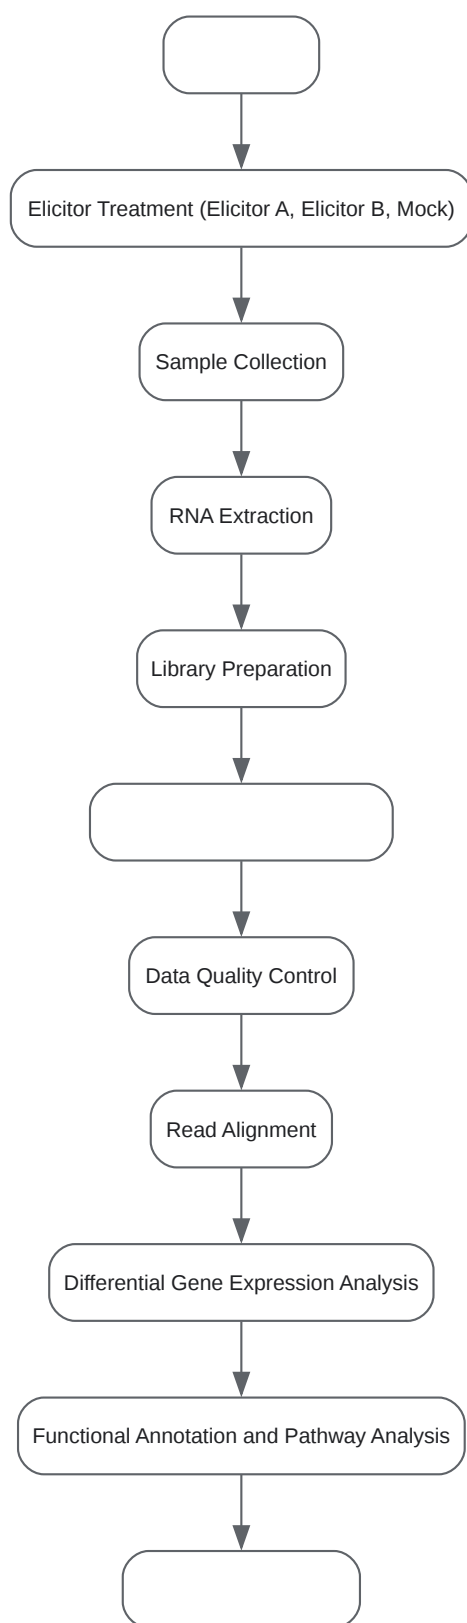 Elicitor Treatment (Elicitor A, Elicitor B, Mock)
Sample Collection
RNA Extraction
Library Preparation
Data Quality Control
Read Alignment
Differential Gene Expression Analysis
Functional Annotation and Pathway Analysis